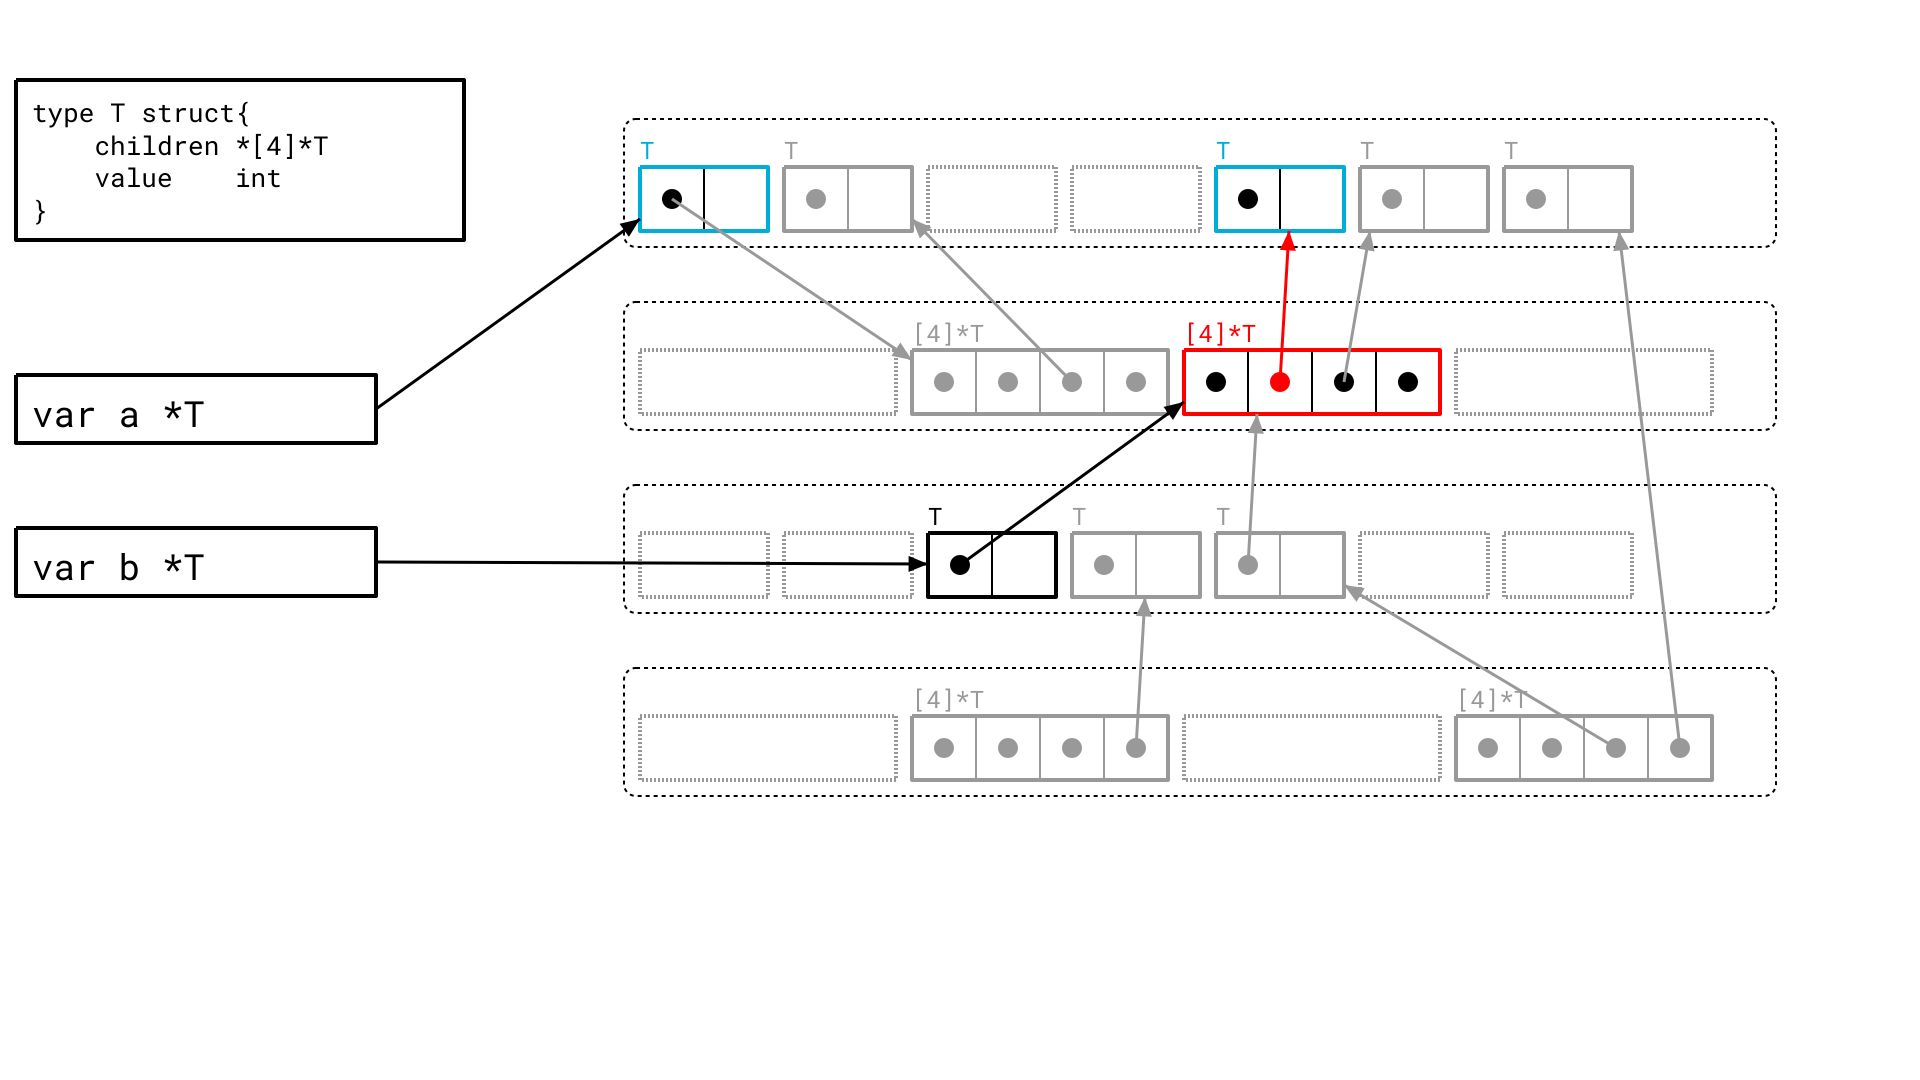 type T struct{
    children *[4]*T
    value    int
}
T T T T T
[4]*T [4]*T
var a *T
T T T
var b *T
[4]*T [4]*T